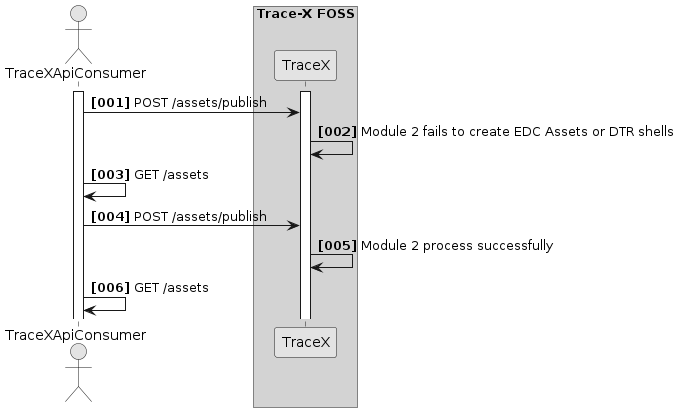 Trace-X FOSS
TraceXApiConsumer
TraceX
[001] POST /assets/publish
[002] Module 2 fails to create EDC Assets or DTR shells
[003] GET /assets
[004] POST /assets/publish
[005] Module 2 process successfully
[006] GET /assets
TraceXApiConsumer
TraceX